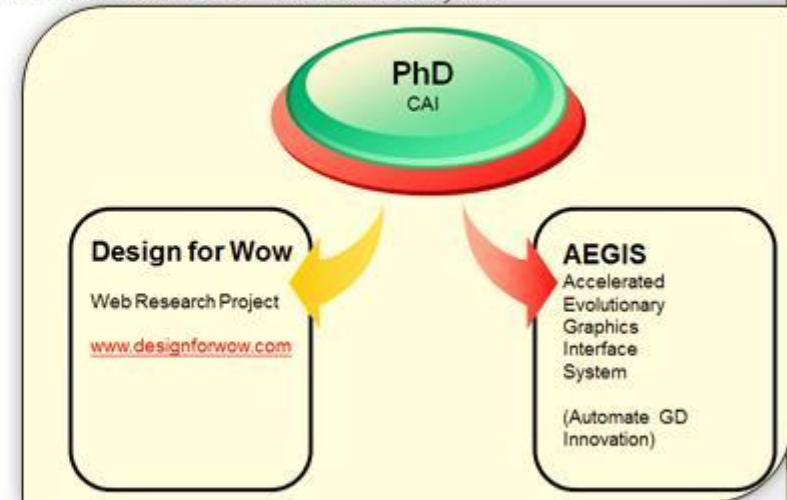 PhD
CAI
Design for Wow
Web Research Project
www.designforwow.com
AEGIS
Accelerated
Evolutionary
Graphics
Interface
System
(Automate GD
Innovation)